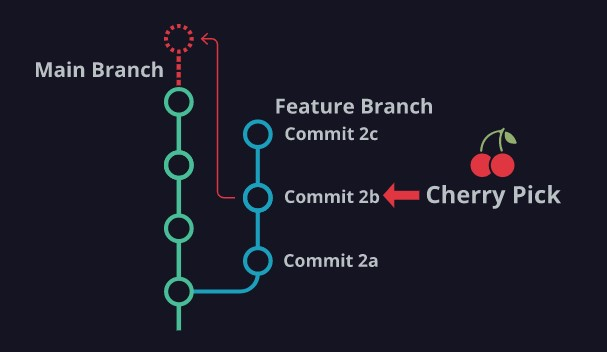 Main Branch
Feature Branch
Commit 2c
Commit 2b
Cherry Pick
Commit 2a